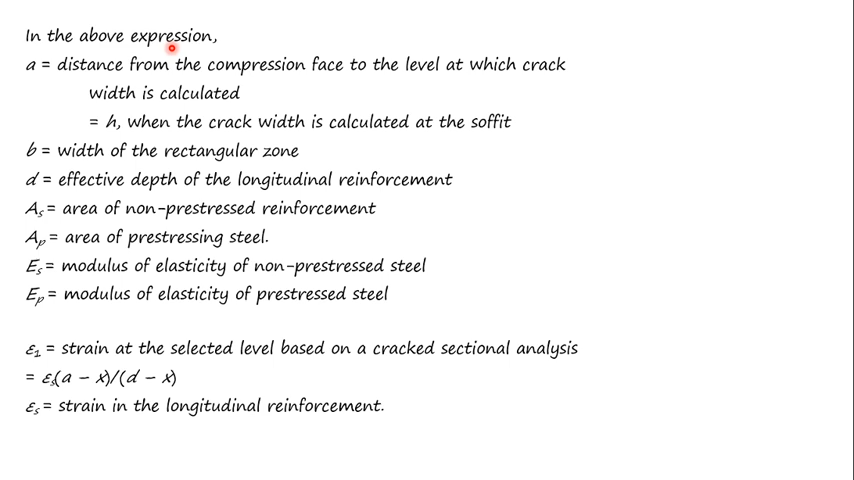 In the above expression,
a = distance from the compression face to the level at which crack
width is calculated
= h, when the crack width is calculated at the soffit
b = width of the rectangular zone
d = effective depth of the longitudinal reinforcement
Aₛ = area of non-prestressed reinforcement
Aₚ = area of prestressing steel.
Eₛ = modulus of elasticity of non-prestressed steel
Eₚ = modulus of elasticity of prestressed steel
ε₁ = strain at the selected level based on a cracked sectional analysis
= εₛ(a – x)/(d – x)
εₛ = strain in the longitudinal reinforcement.